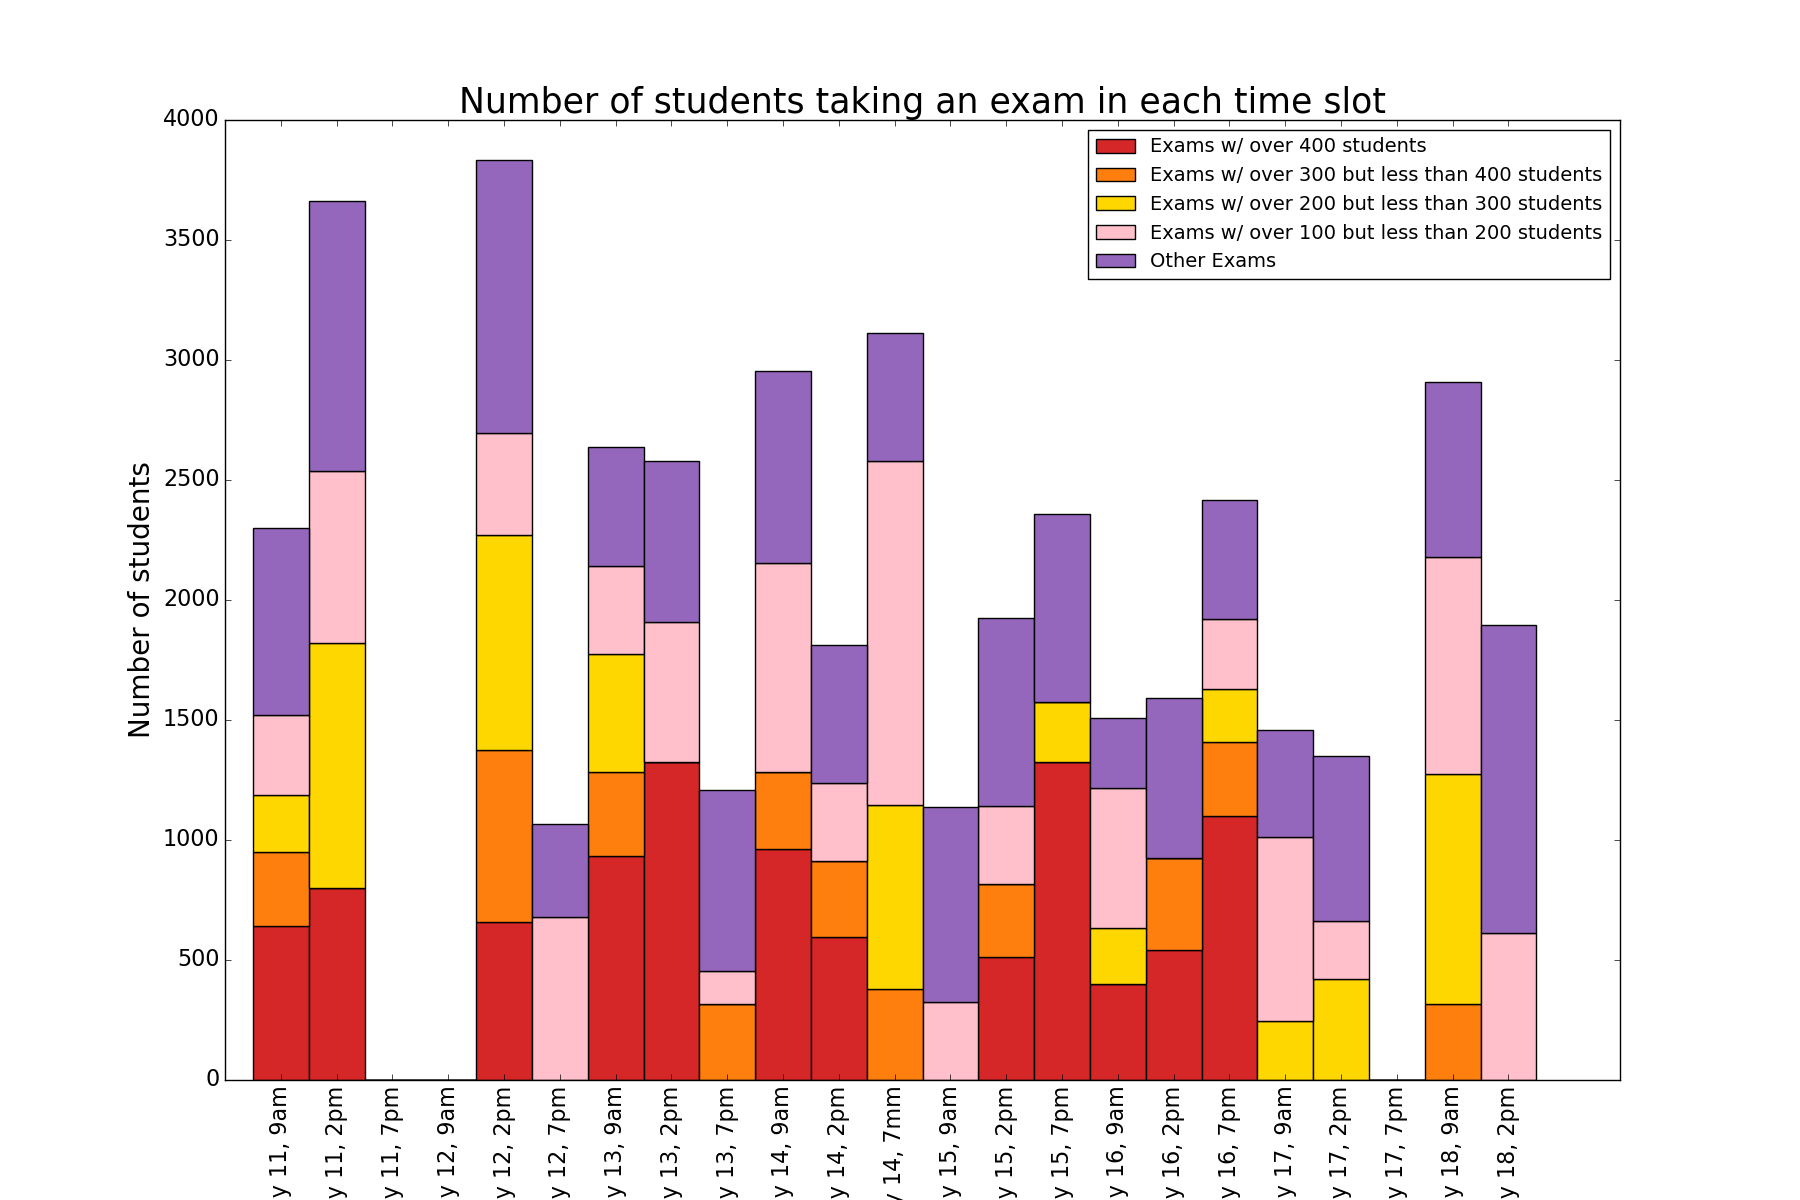 Number of students taking an exam in each time slot
Exams w/ over 400 students
Exams w/ over 300 but less than 400 students
Exams w/ over 200 but less than 300 students
Exams w/ over 100 but less than 200 students
Other Exams
Number of students
4000
3500
3000
2500
2000
1500
1000
500
0
y 11, 9am
y 11, 2pm
y 11, 7pm
y 12, 9am
y 12, 2pm
y 12, 7pm
y 13, 9am
y 13, 2pm
y 13, 7pm
y 14, 9am
y 14, 2pm
y 14, 7mm
y 15, 9am
y 15, 2pm
y 15, 7pm
y 16, 9am
y 16, 2pm
y 16, 7pm
y 17, 9am
y 17, 2pm
y 17, 7pm
y 18, 9am
y 18, 2pm